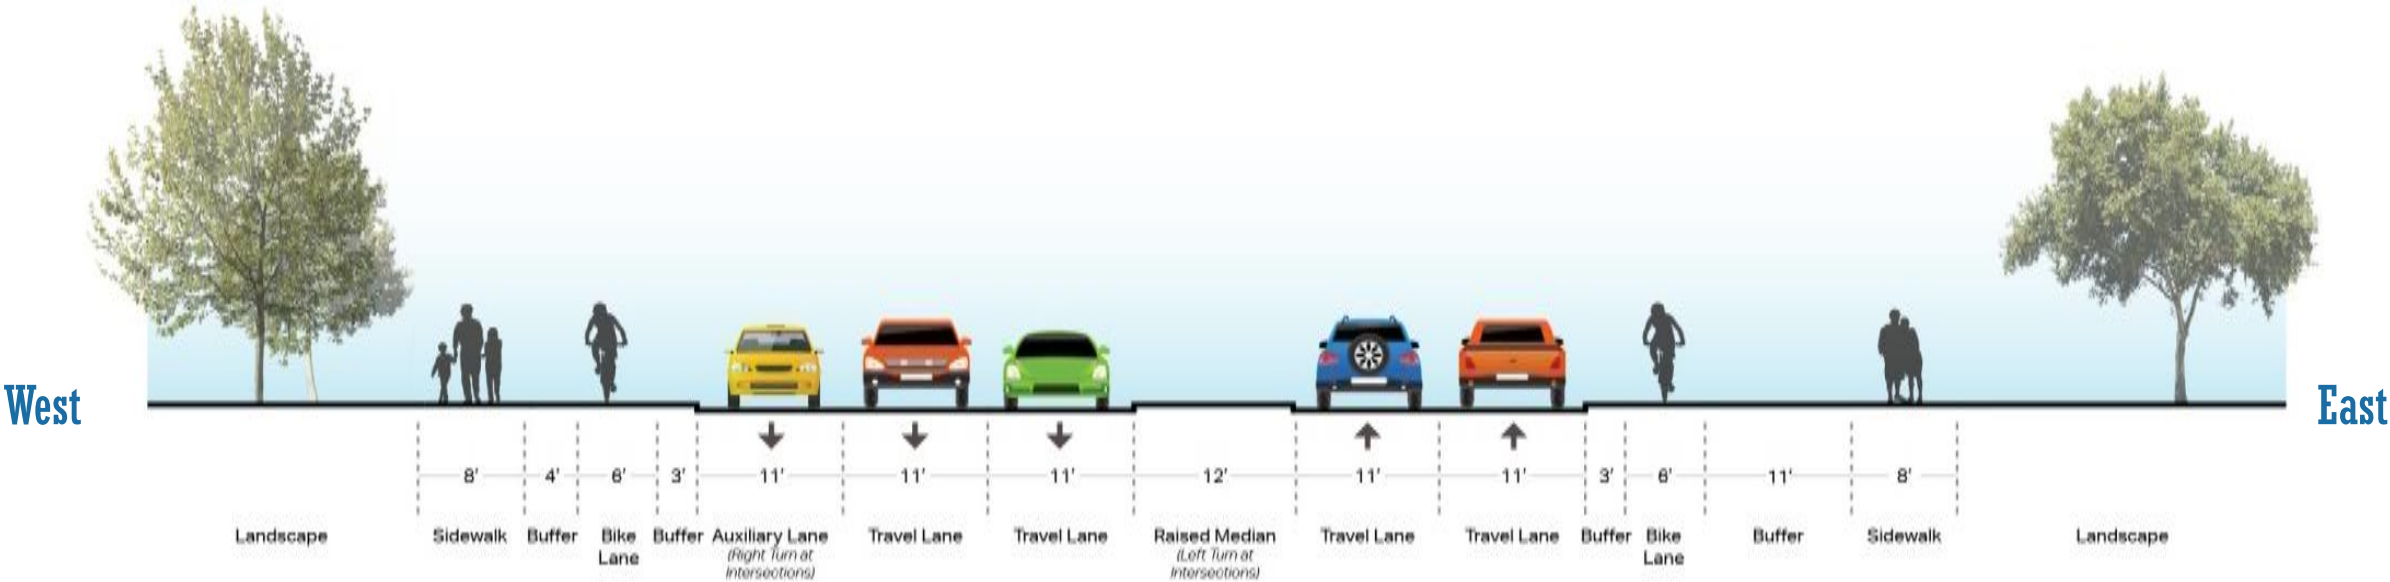 West
East
8' 4' 6' 3' 11' 11' 11' 12' 11' 11' 3' 6' 11' 8'
Landscape Sidewalk Buffer Bike Buffer Auxiliary Lane Travel Lane Travel Lane Raised Median Travel Lane Travel Lane Buffer Bike Buffer Sidewalk Landscape
Lane (Right Turn at (Left Turn at Lane
Intersections) Intersections)